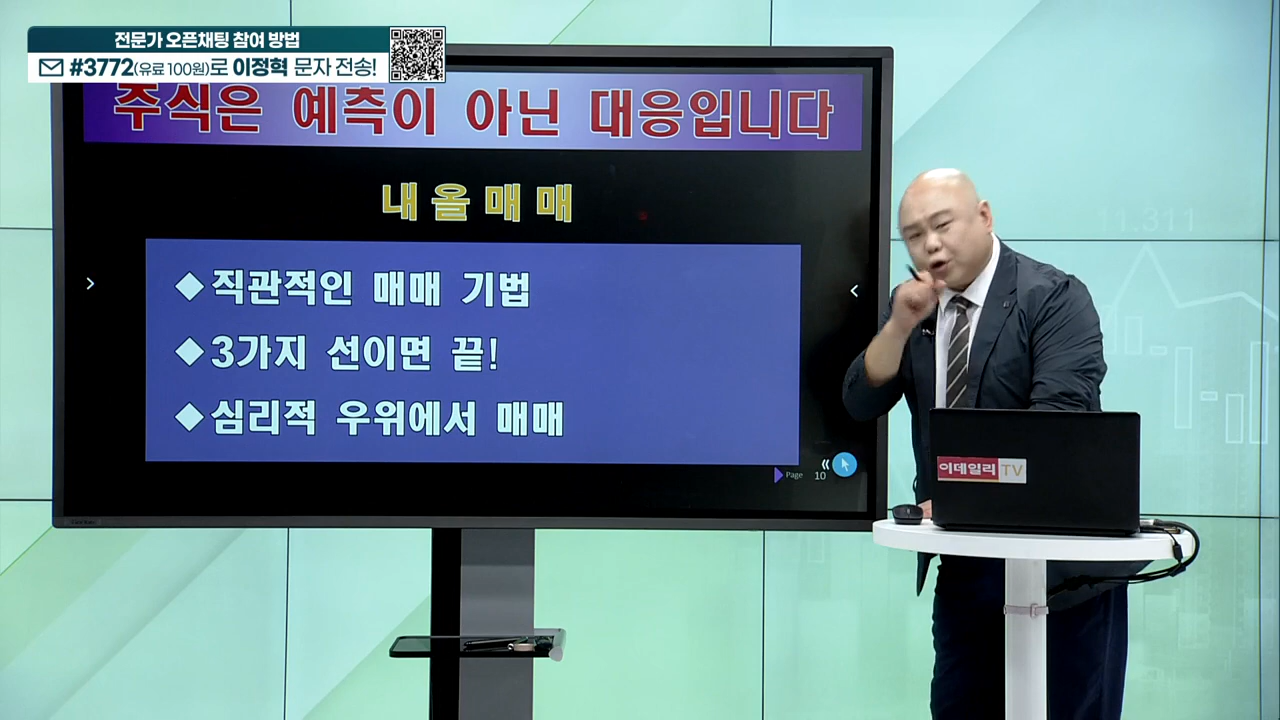 전문가 오픈채팅 참여 방법
#3772(유료 100원)로 이정혁 문자 전송!
주식은 예측이 아닌 대응입니다
내올매매
◆직관적인 매매 기법
◆3가지 선이면 끝!
◆심리적 우위에서 매매
Page 10
이데일리 TV
11.311